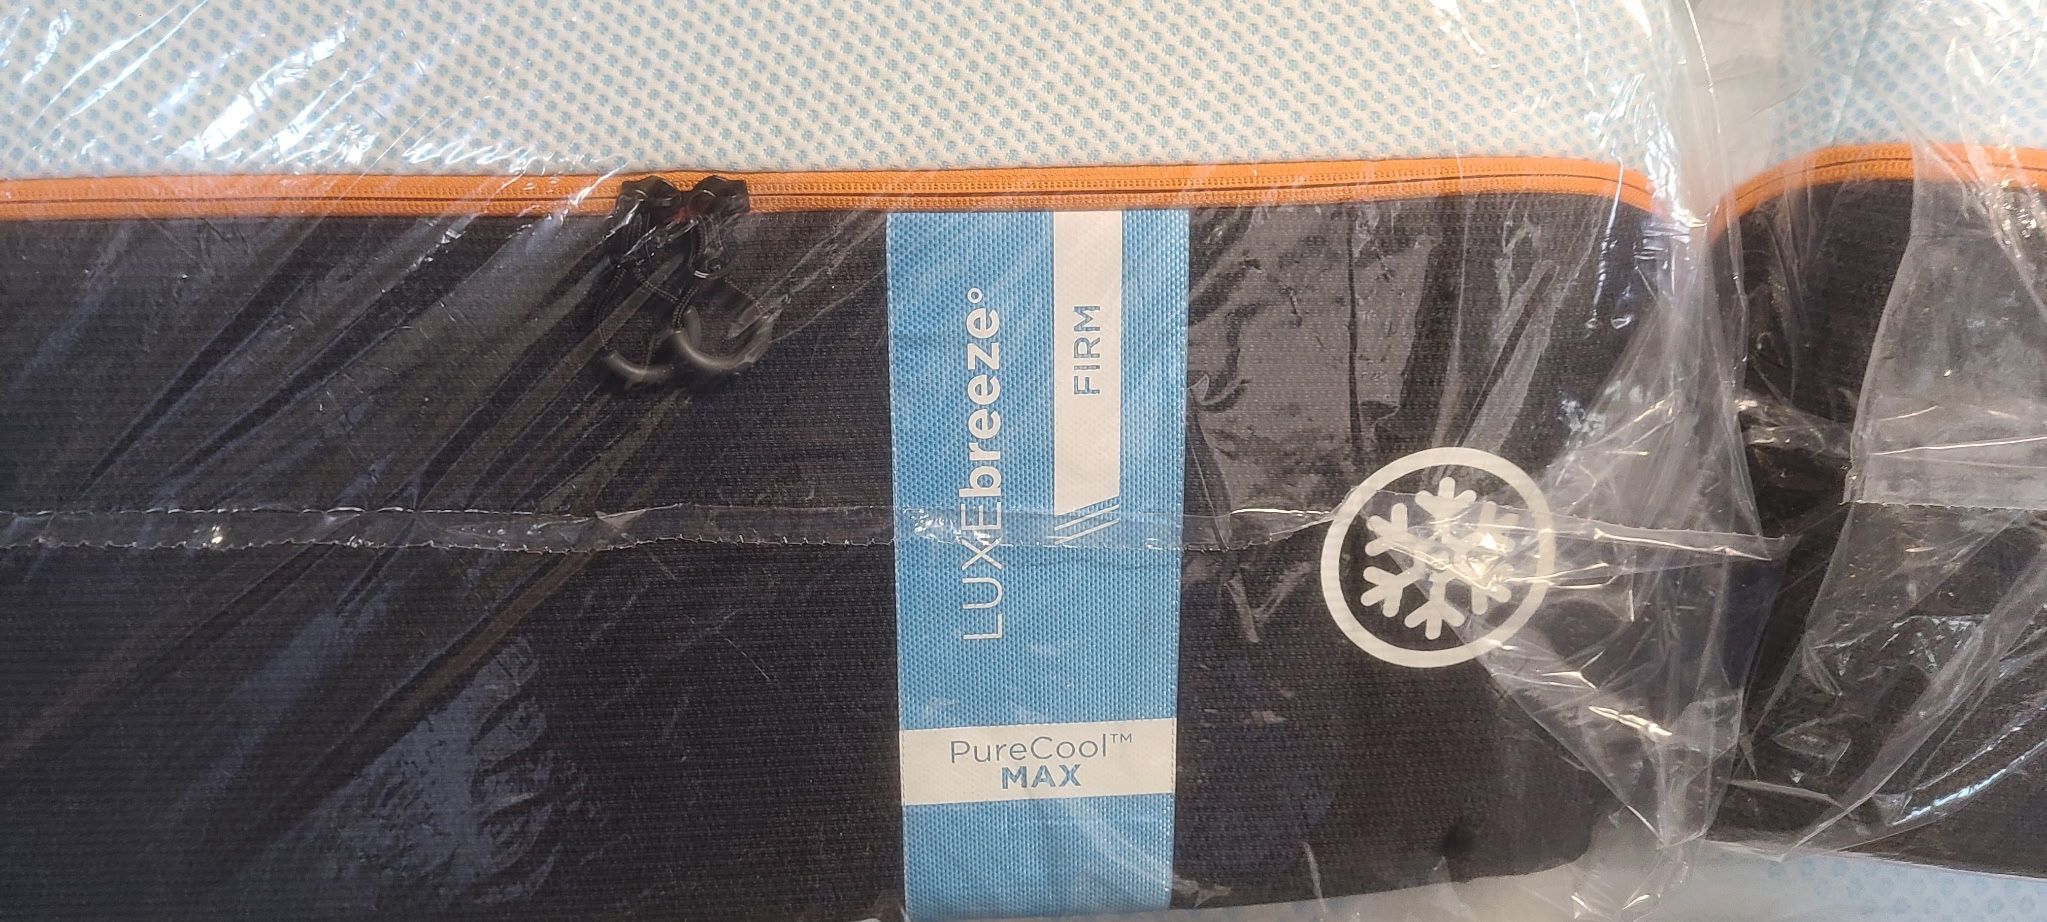 LUXEbreeze°
FIRM
PureCool™
MAX